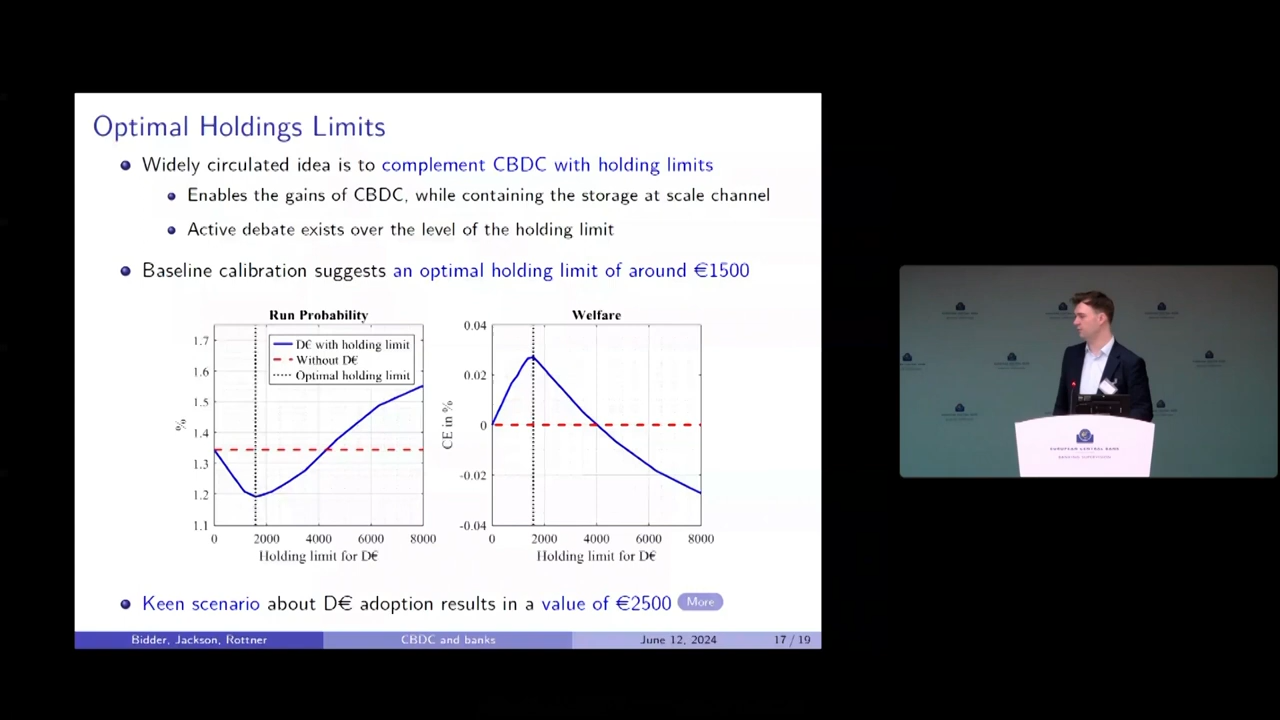 Optimal Holdings Limits
Widely circulated idea is to complement CBDC with holding limits
Enables the gains of CBDC, while containing the storage at scale channel
Active debate exists over the level of the holding limit
Baseline calibration suggests an optimal holding limit of around €1500
Run Probability
1.7
1.6
1.5
1.4
1.3
1.2
1.1
%
D€ with holding limit
Without D€
Optimal holding limit
0 2000 4000 6000 8000
Holding limit for D€
Welfare
0.04
0.02
0
-0.02
-0.04
CE in %
0 2000 4000 6000 8000
Holding limit for D€
Keen scenario about D€ adoption results in a value of €2500 More
Bidder, Jackson, Rottner CBDC and banks June 12, 2024 17 / 19
EUROPEAN CENTRAL BANK
BANKING SUPERVISION